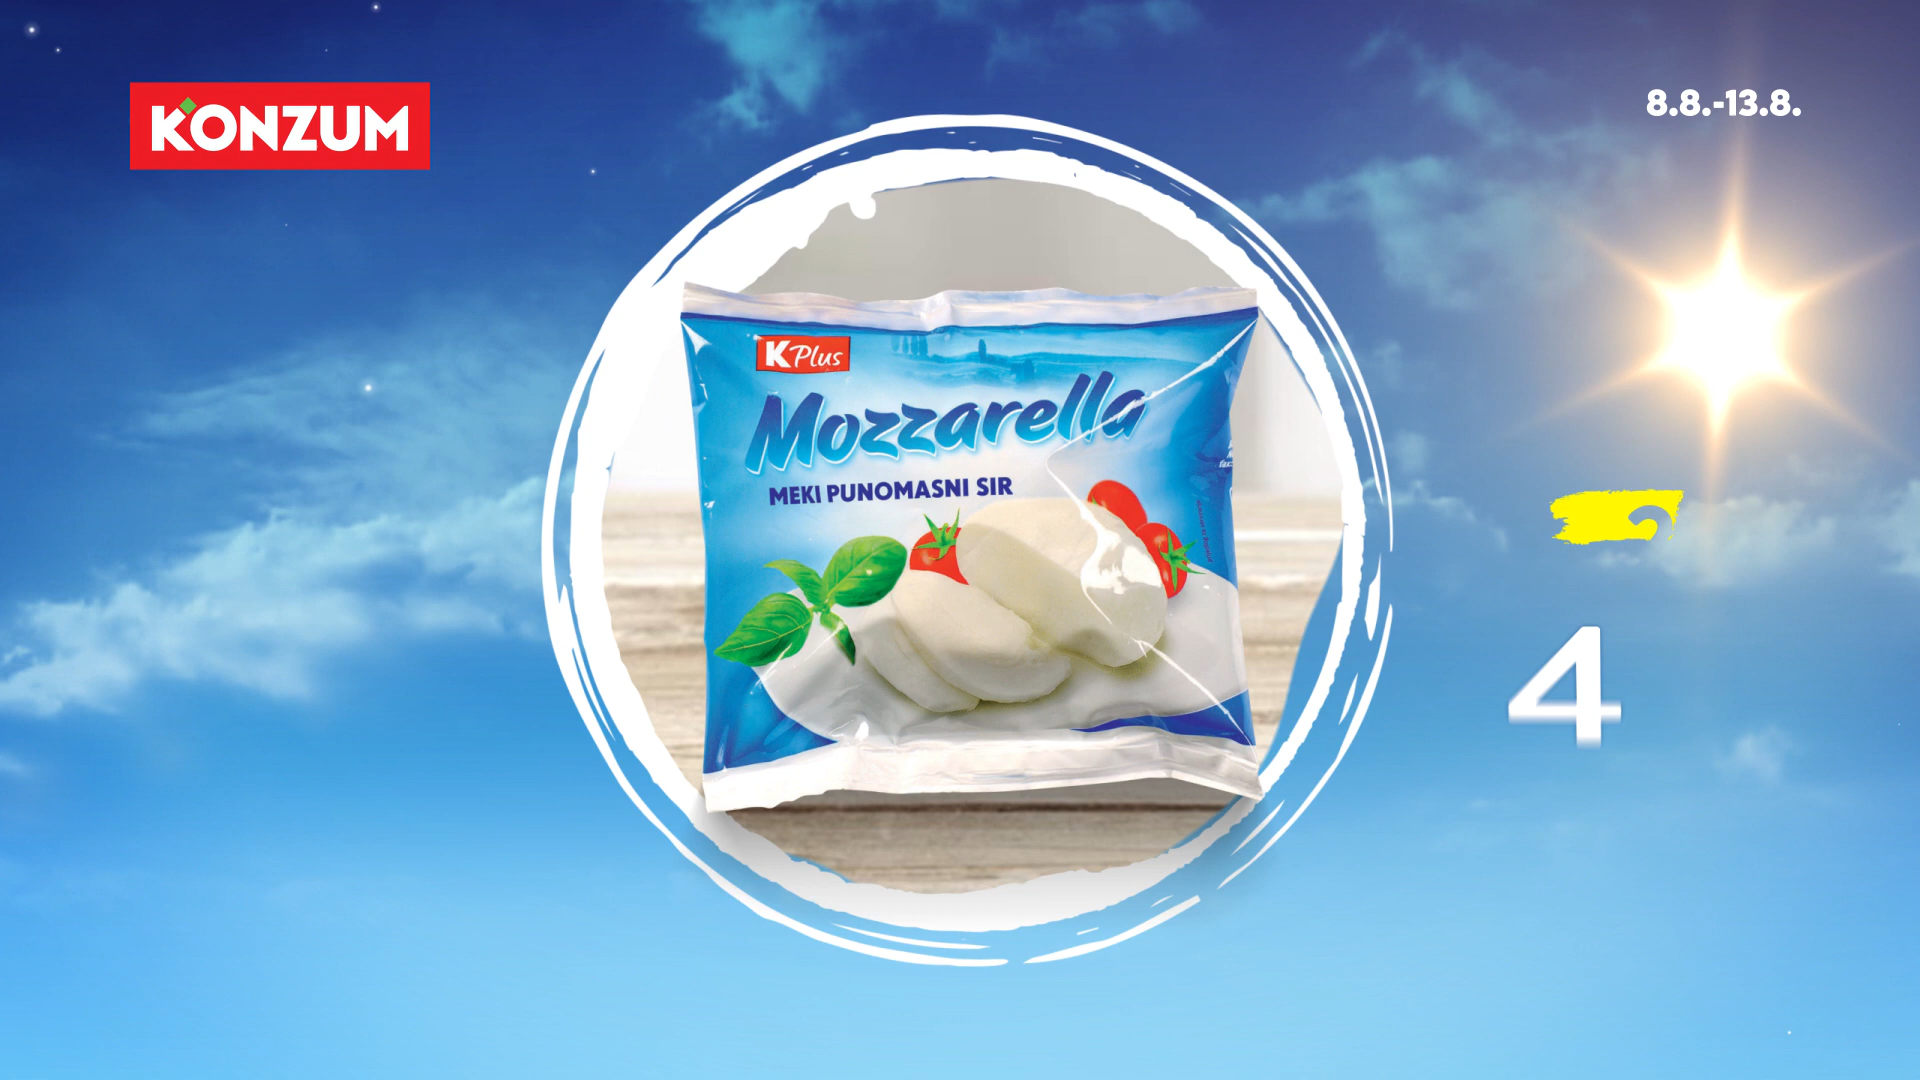 KONZUM
8.8.-13.8.
K Plus
Mozzarella
MEKI PUNOMASNI SIR
4